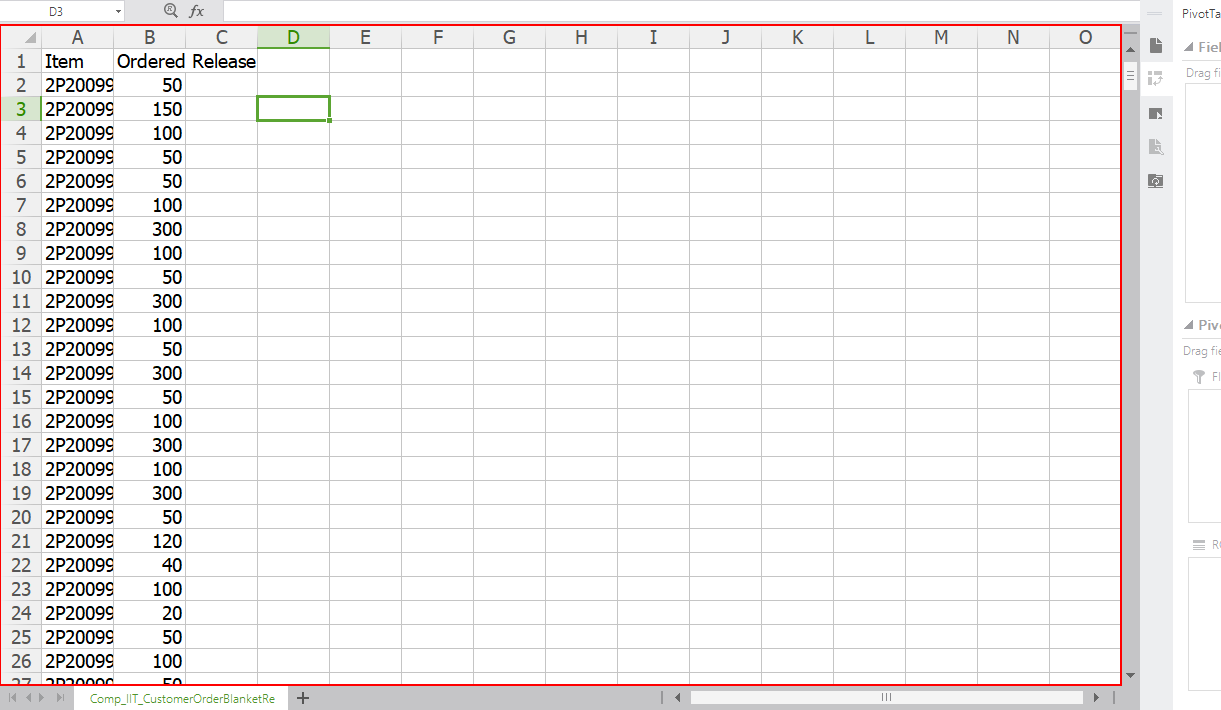 D3 fx PivotTa
A B C D E F G H I J K L M N O
1 Item Ordered Release
2 2P20099 50
3 2P20099 150
4 2P20099 100
5 2P20099 50
6 2P20099 50
7 2P20099 100
8 2P20099 300
9 2P20099 100
10 2P20099 50
11 2P20099 300
12 2P20099 100
13 2P20099 50
14 2P20099 300
15 2P20099 50
16 2P20099 100
17 2P20099 300
18 2P20099 100
19 2P20099 300
20 2P20099 50
21 2P20099 120
22 2P20099 40
23 2P20099 100
24 2P20099 20
25 2P20099 50
26 2P20099 100
27 2P20099 50
Comp_IIT_CustomerOrderBlanketRe
Fiel
Drag fi
Piv
Drag fie
FI
RO